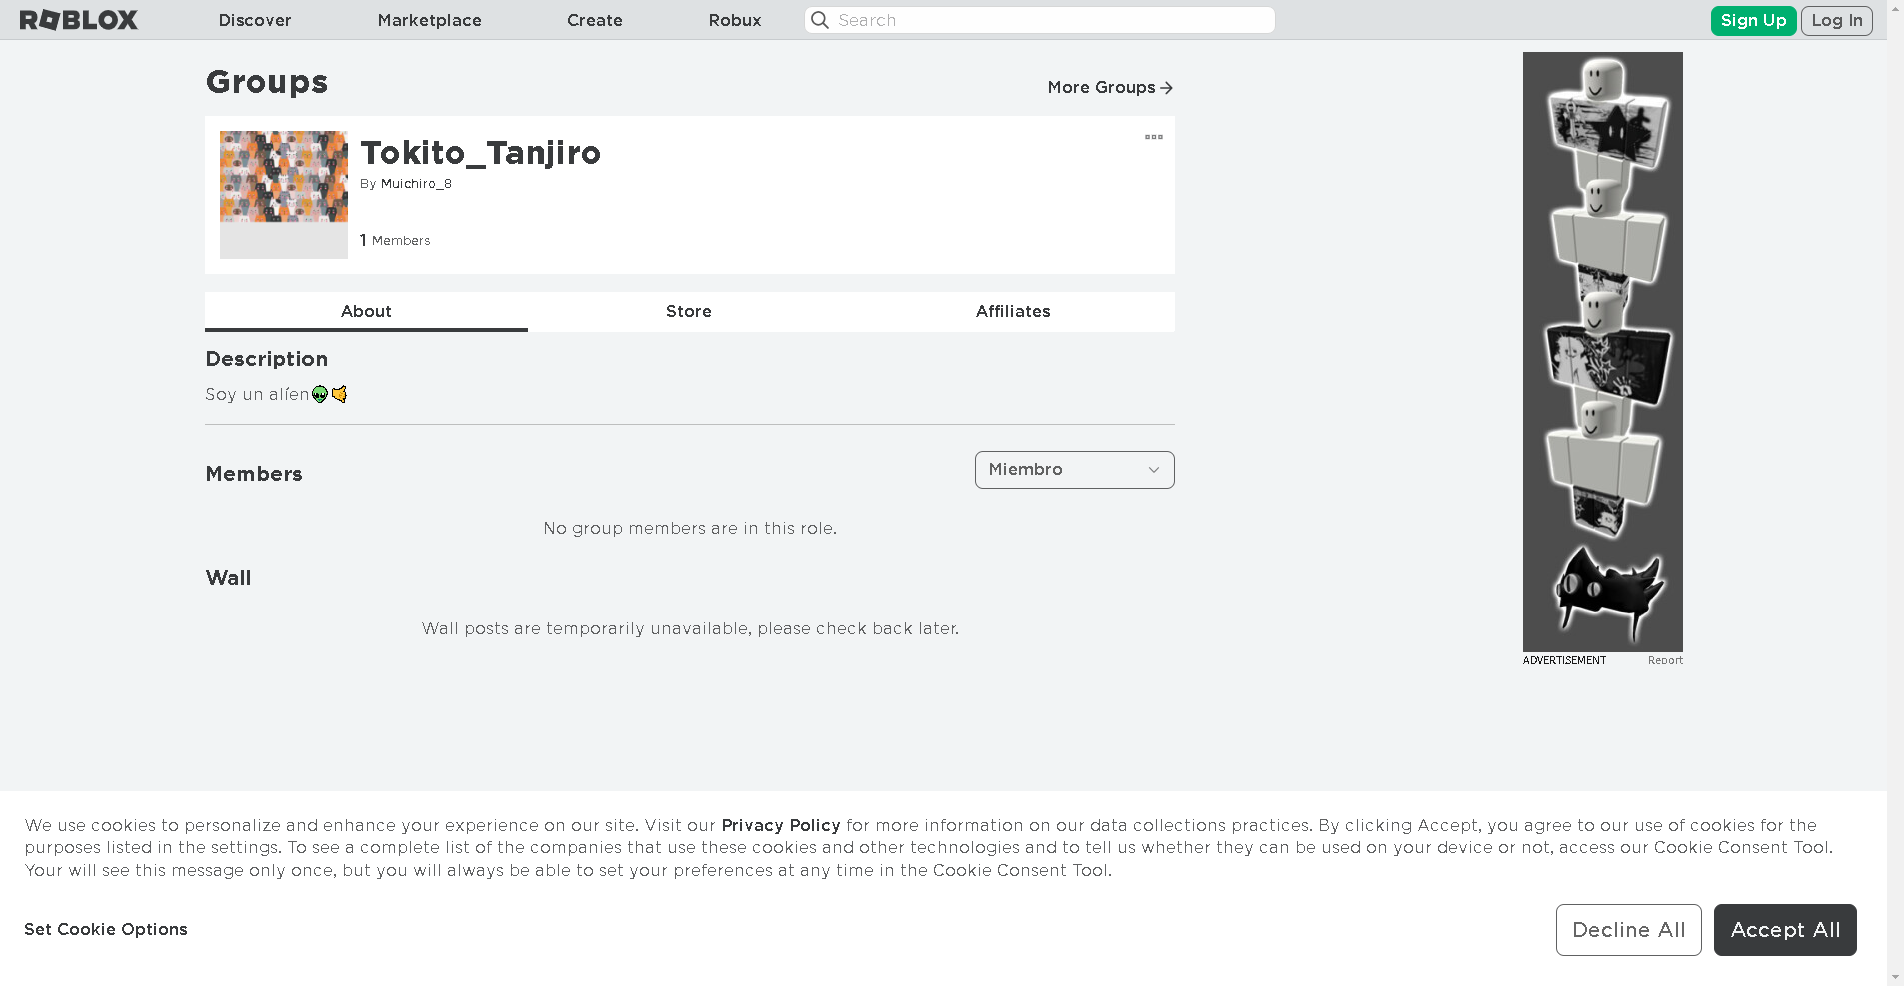 ROBLOX Discover Marketplace Create Robux Search Sign Up Log In
Groups
More Groups
Tokito_Tanjiro
By Muichiro_8
1 Members
About Store Affiliates
Description
Soy un alíen👽🤙
Members
Miembro
No group members are in this role.
Wall
Wall posts are temporarily unavailable, please check back later.
ADVERTISEMENT Report
We use cookies to personalize and enhance your experience on our site. Visit our Privacy Policy for more information on our data collections practices. By clicking Accept, you agree to our use of cookies for the
purposes listed in the settings. To see a complete list of the companies that use these cookies and other technologies and to tell us whether they can be used on your device or not, access our Cookie Consent Tool.
Your will see this message only once, but you will always be able to set your preferences at any time in the Cookie Consent Tool.
Set Cookie Options
Decline All
Accept All